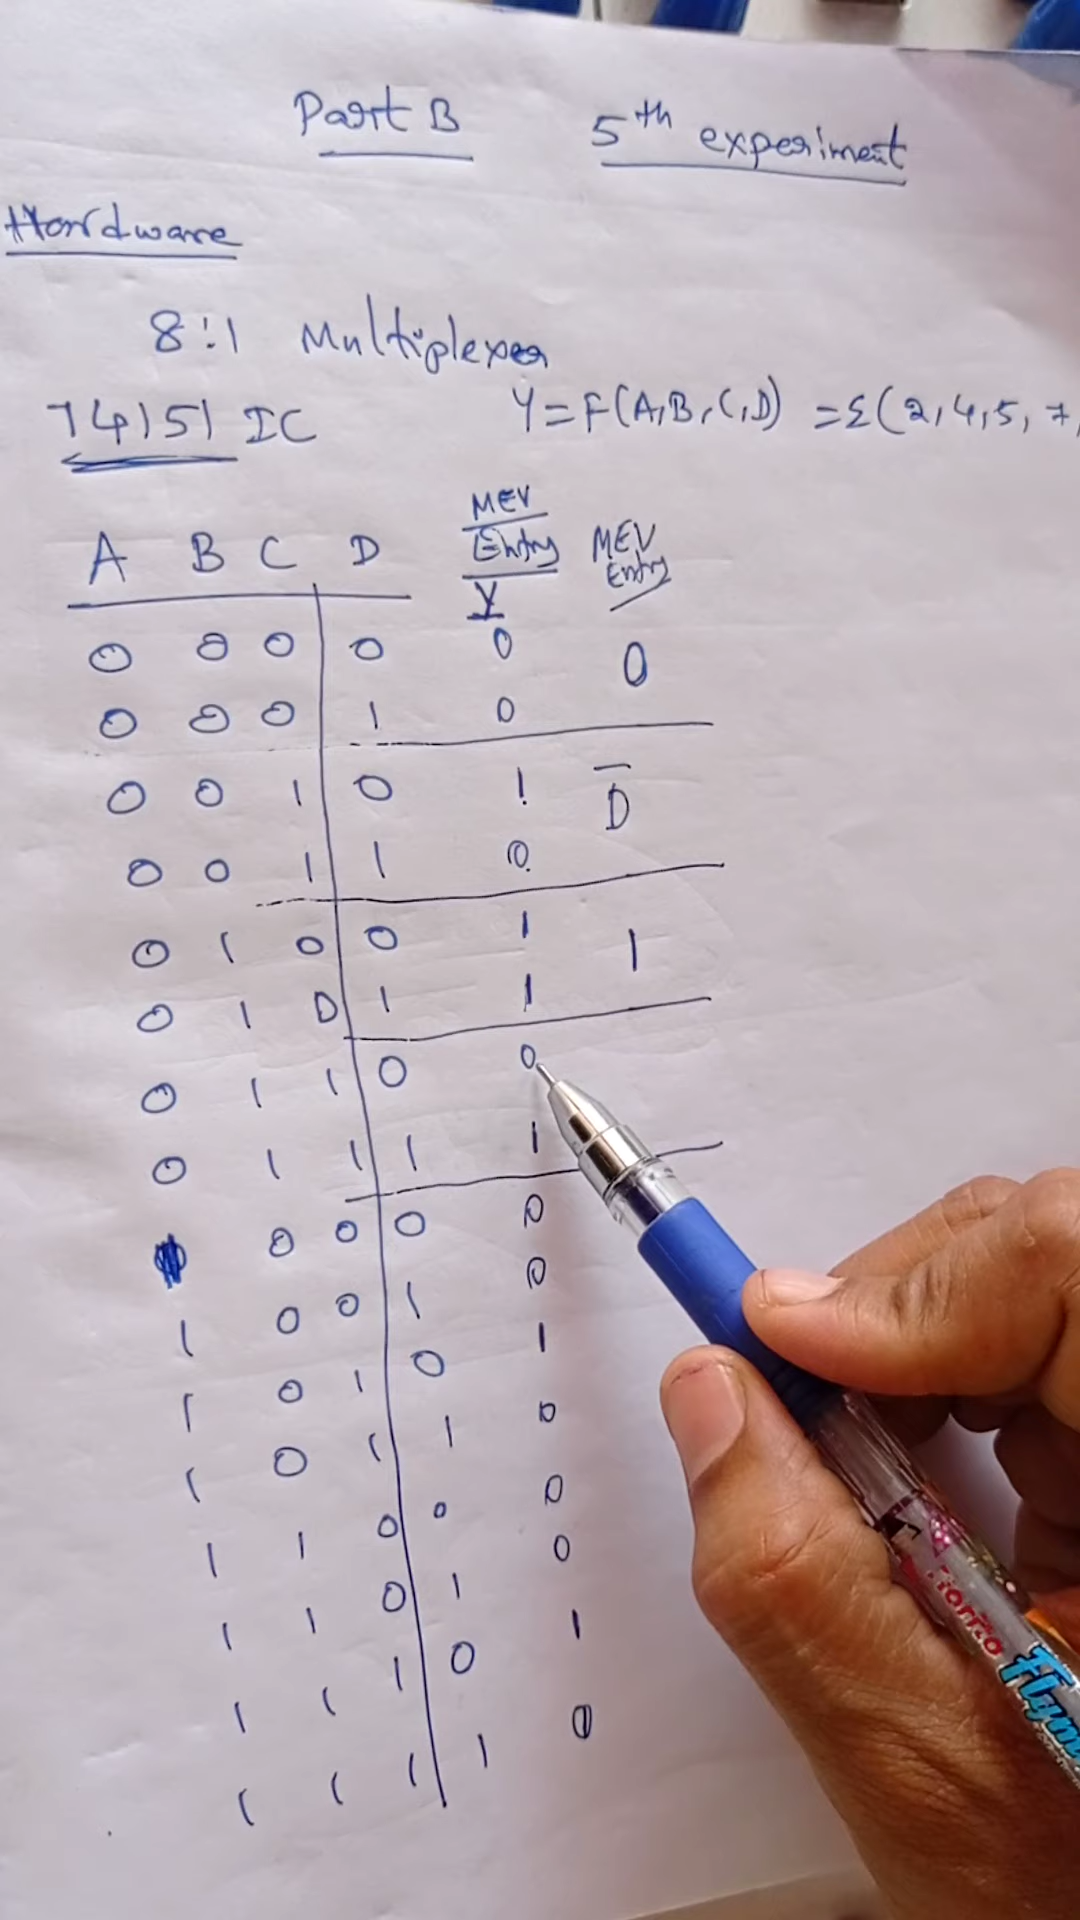 Part B 5th experiment
Hardware
8:1 Multiplexer
74151 IC Y=F(A,B,C,D) =Σ(2,4,5,7,
A B C D MEV Entry Y MEV Entry
0 0 0 0 0 0
0 0 0 1 0
0 0 1 0 1 D̅
0 0 1 1 0
0 1 0 0 1 1
0 1 0 1 1
0 1 1 0 0
0 1 1 1 1
0 0 0 0
1 0 0 1 0
1 0 1 0 1
1 0 1 1 0
1 1 0 0 0
1 1 0 1 0
1 1 1 0 1
1 1 1 1 0